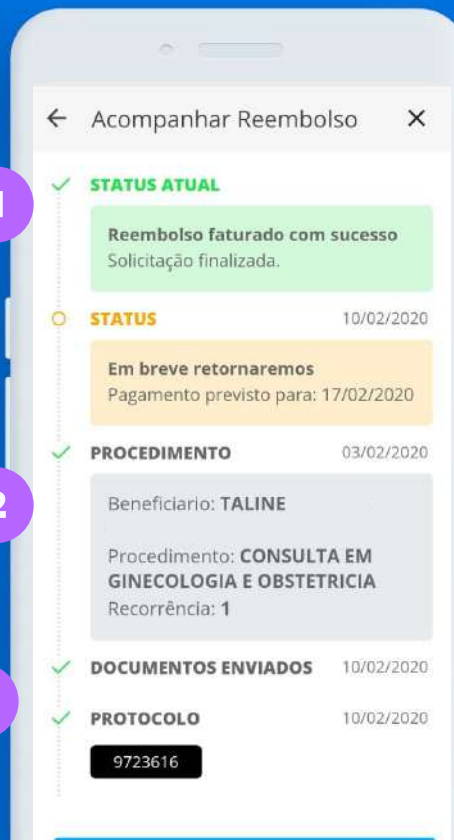 Acompanhar Reembolso
1
STATUS ATUAL
Reembolso faturado com sucesso
Solicitação finalizada.
STATUS 10/02/2020
Em breve retornaremos
Pagamento previsto para: 17/02/2020
PROCEDIMENTO 03/02/2020
2
Beneficiario: TALINE
Procedimento: CONSULTA EM
GINECOLOGIA E OBSTETRICIA
Recorrência: 1
DOCUMENTOS ENVIADOS 10/02/2020
PROTOCOLO 10/02/2020
9723616